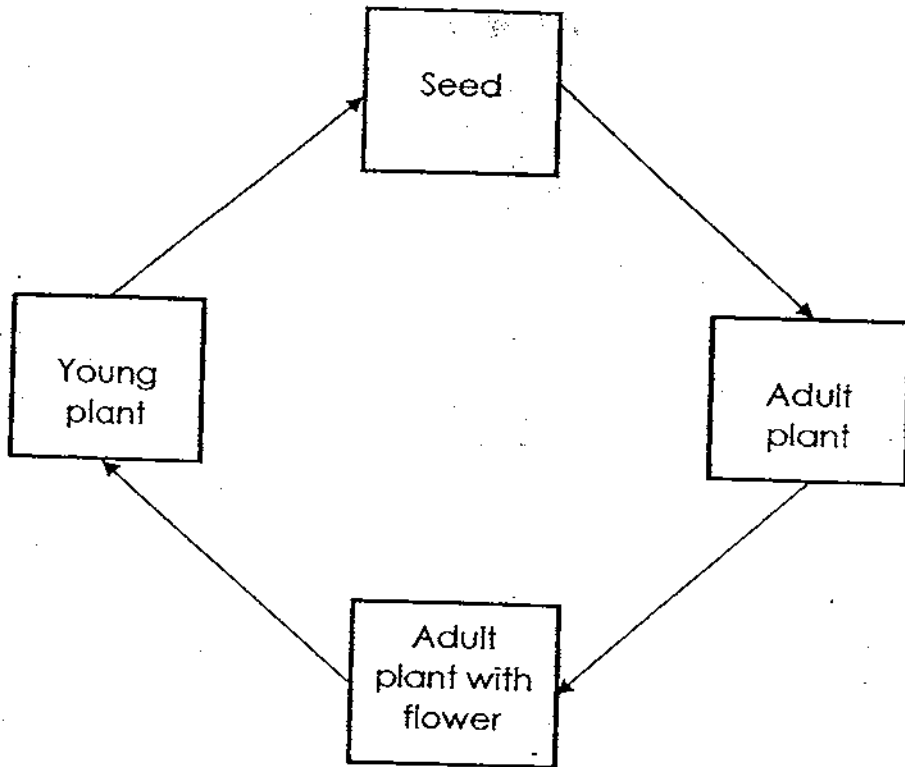 Seed
Young
plant
Adult
plant
Adult
plant with
flower